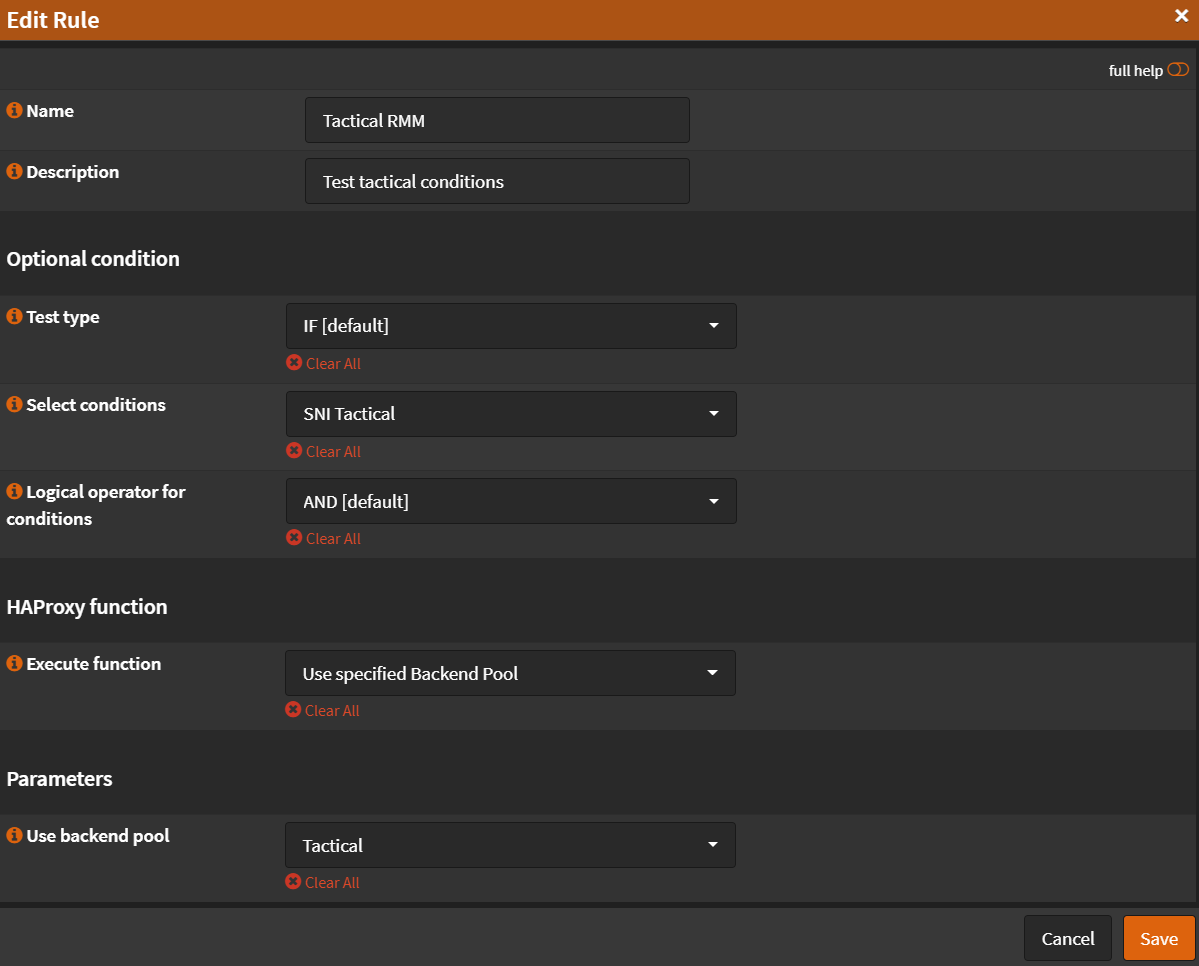 Edit Rule
full help
Name
Tactical RMM
Description
Test tactical conditions
Optional condition
Test type
IF [default]
Clear All
Select conditions
SNI Tactical
Clear All
Logical operator for
conditions
AND [default]
Clear All
HAProxy function
Execute function
Use specified Backend Pool
Clear All
Parameters
Use backend pool
Tactical
Clear All
Cancel
Save